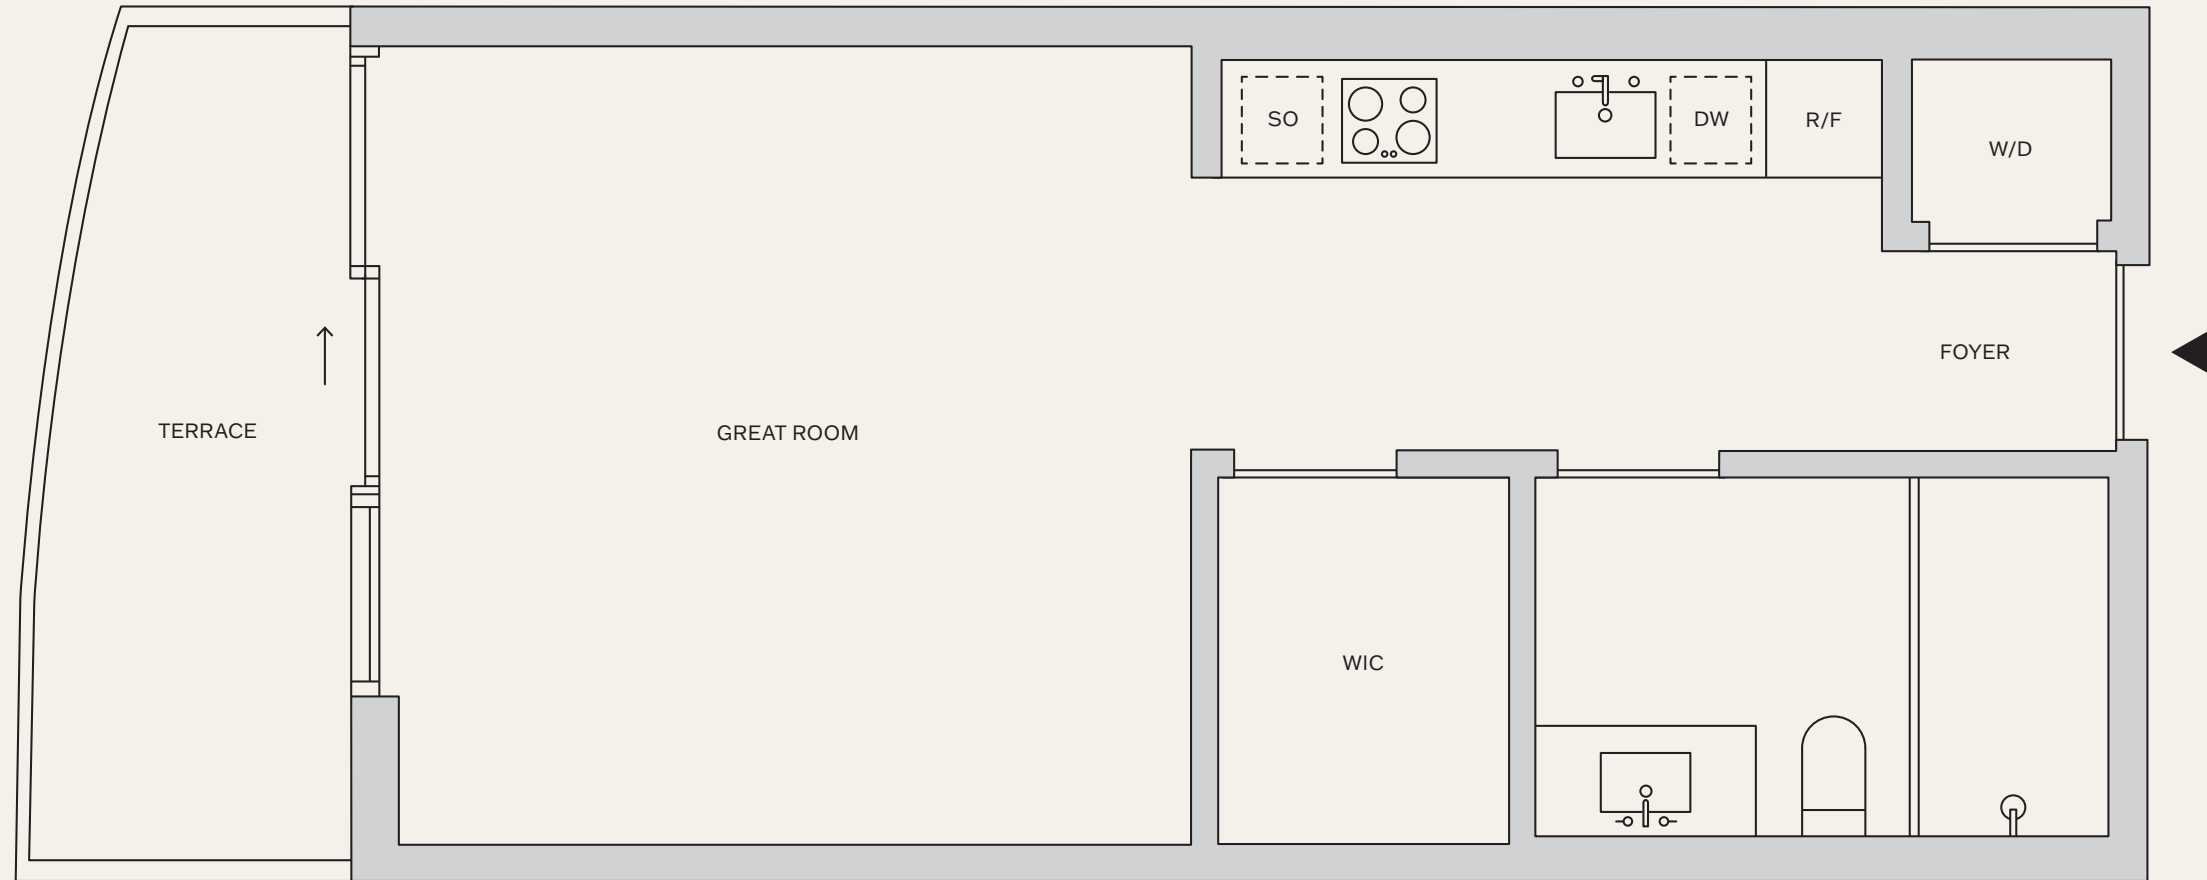 SO
DW
R/F
W/D
FOYER
TERRACE
GREAT ROOM
WIC